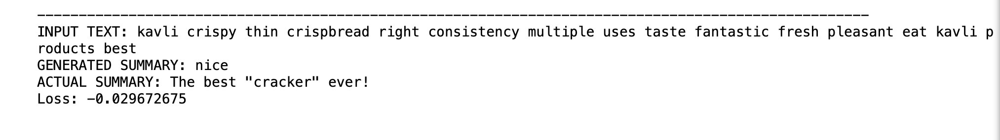 ----------------------------------------------------------------------------------------------------
INPUT TEXT: kavli crispy thin crispbread right consistency multiple uses taste fantastic fresh pleasant eat kavli p
roducts best
GENERATED SUMMARY: nice
ACTUAL SUMMARY: The best "cracker" ever!
Loss: -0.029672675